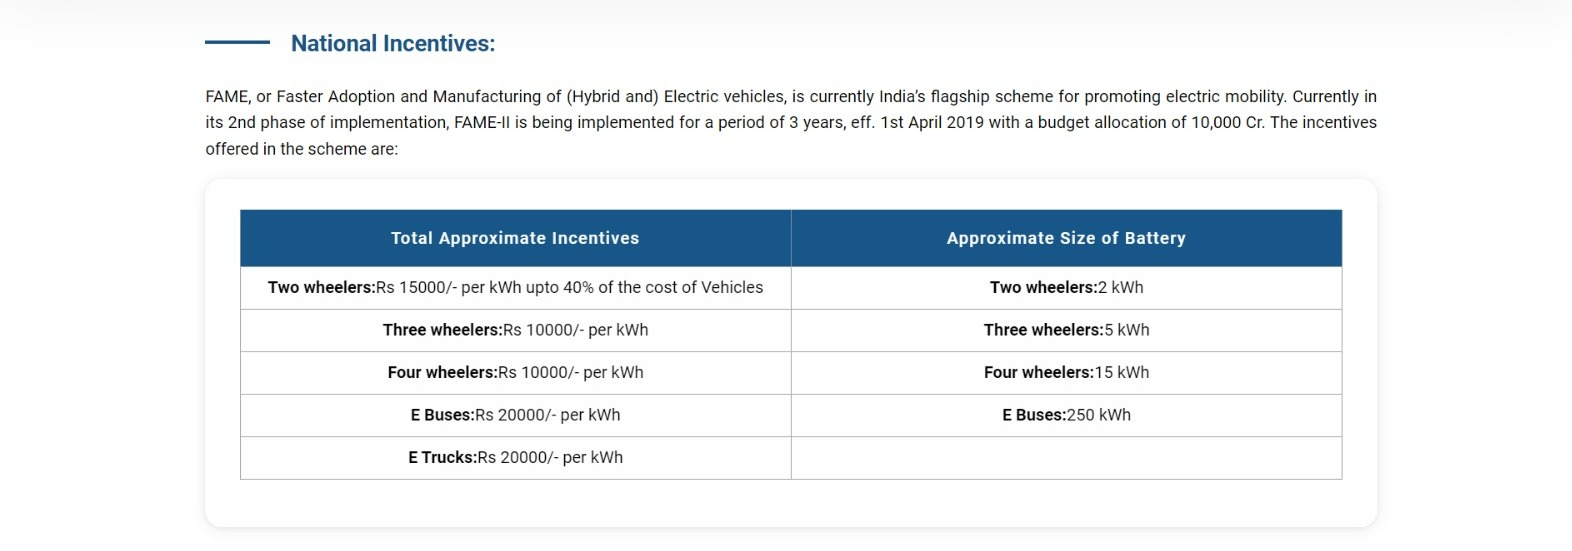 National Incentives:
FAME, or Faster Adoption and Manufacturing of (Hybrid and) Electric vehicles, is currently India’s flagship scheme for promoting electric mobility. Currently in
its 2nd phase of implementation, FAME-II is being implemented for a period of 3 years, eff. 1st April 2019 with a budget allocation of 10,000 Cr. The incentives
offered in the scheme are:
Total Approximate Incentives Approximate Size of Battery
Two wheelers:Rs 15000/- per kWh upto 40% of the cost of Vehicles Two wheelers:2 kWh
Three wheelers:Rs 10000/- per kWh Three wheelers:5 kWh
Four wheelers:Rs 10000/- per kWh Four wheelers:15 kWh
E Buses:Rs 20000/- per kWh E Buses:250 kWh
E Trucks:Rs 20000/- per kWh